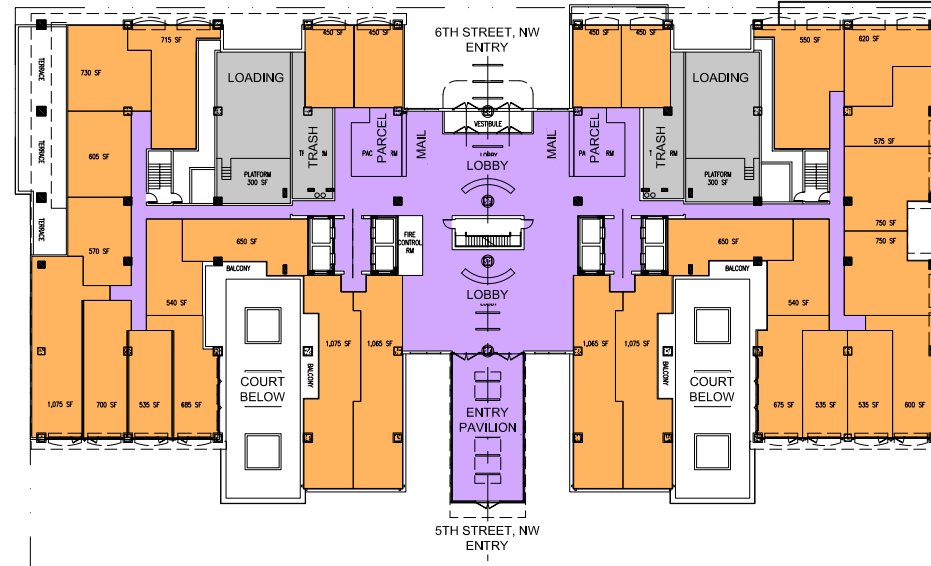 715 SF
450 SF
450 SF
6TH STREET, NW
ENTRY
450 SF
450 SF
550 SF
620 SF
730 SF
TERRACE
LOADING
LOADING
TRASH
PARCEL
MAIL
VESTIBULE
MAIL
PARCEL
TRASH
575 SF
605 SF
TERRACE
LOBBY
PLATFORM
300 SF
PLATFORM
300 SF
TERRACE
750 SF
570 SF
650 SF
FIRE
CONTROL
RM
650 SF
750 SF
BALCONY
BALCONY
540 SF
LOBBY
540 SF
1,075 SF
1,065 SF
1,065 SF
1,075 SF
BALCONY
BALCONY
COURT
BELOW
COURT
BELOW
1,075 SF
700 SF
535 SF
685 SF
ENTRY
PAVILION
675 SF
535 SF
535 SF
600 SF
5TH STREET, NW
ENTRY